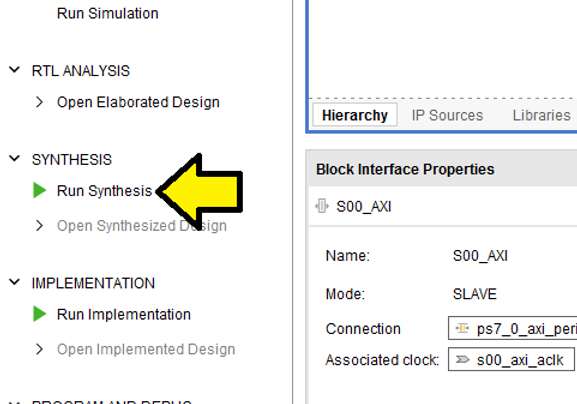 Run Simulation
RTL ANALYSIS
Open Elaborated Design
SYNTHESIS
Run Synthesis
Open Synthesized Design
IMPLEMENTATION
Run Implementation
Open Implemented Design
PROGRAM AND DEBUG
Hierarchy IP Sources Libraries
Block Interface Properties
S00_AXI
Name: S00_AXI
Mode: SLAVE
Connection ps7_0_axi_peri
Associated clock: s00_axi_aclk